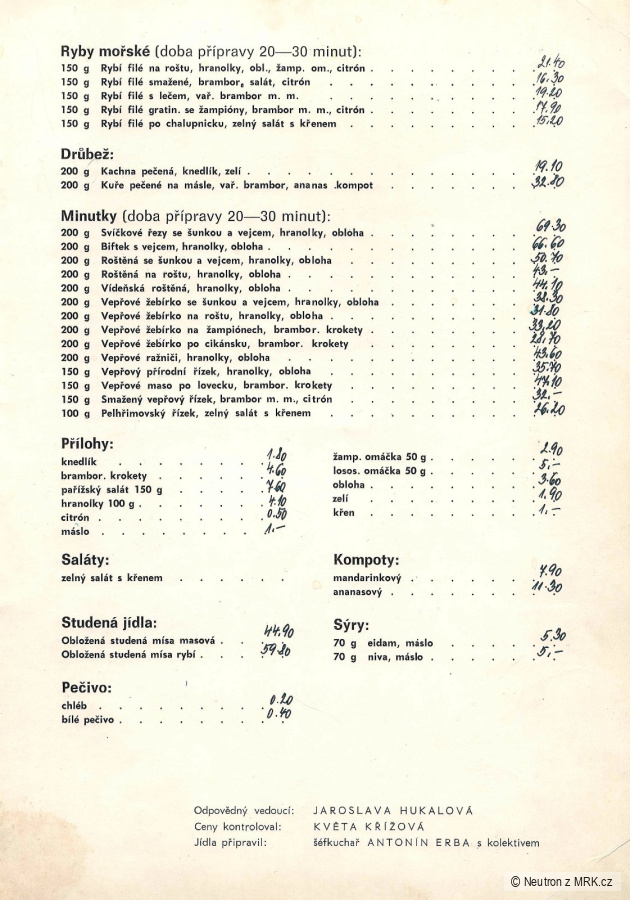 Ryby mořské (doba přípravy 20—30 minut):
150 g Rybí filé na roštu, hranolky, obl., žamp. om., citrón . . . . . . . 21.40
150 g Rybí filé smažené, brambor. salát, citrón . . . . . . . 16.30
150 g Rybí filé s lečem, vař. brambor m. m. . . . . . . . 19.20
150 g Rybí filé gratin. se žampióny, brambor m. m., citrón . . . . . . . 17.90
150 g Rybí filé po chalupnicku, zelný salát s křenem . . . . . . . 15.20
Drůbež:
200 g Kachna pečená, knedlík, zelí . . . . . . . . . . 19.10
200 g Kuře pečené na másle, vař. brambor, ananas .kompot . . . . . . 32.80
Minutky (doba přípravy 20—30 minut):
200 g Svíčkové řezy se šunkou a vejcem, hranolky, obloha . . . . . . . 69.30
200 g Biftek s vejcem, hranolky, obloha . . . . . . . . . . 66.60
200 g Roštěná se šunkou a vejcem, hranolky, obloha . . . . . . . 50.70
200 g Roštěná na roštu, hranolky, obloha . . . . . . . . . 43.—
200 g Vídeňská roštěná, hranolky, obloha . . . . . . . . . 44.10
200 g Vepřové žebírko se šunkou a vejcem, hranolky, obloha . . . . . . 38.30
200 g Vepřové žebírko na roštu, hranolky, obloha . . . . . . . . 31.80
200 g Vepřové žebírko na žampiónech, brambor. krokety . . . . . . . 33.20
200 g Vepřové žebírko po cikánsku, brambor. krokety . . . . . . 28.70
200 g Vepřové ražniči, hranolky, obloha . . . . . . . . . 43.60
150 g Vepřový přírodní řízek, hranolky, obloha . . . . . . . 35.70
150 g Vepřové maso po lovecku, brambor. krokety . . . . . . . 47.10
150 g Smažený vepřový řízek, brambor m. m., citrón . . . . . . . 32.—
100 g Pelhřimovský řízek, zelný salát s křenem . . . . . . . 26.20
Přílohy:
knedlík . . . . . . 1.80
brambor. krokety . . . . . 4.60
pařížský salát 150 g . . . . 7.60
hranolky 100 g . . . . . . 4.10
citrón . . . . . . . 0.50
máslo . . . . . . . 1.—
žamp. omáčka 50 g . . . . . 2.90
losos. omáčka 50 g . . . . . 5.—
obloha . . . . . . . 3.60
zelí . . . . . . . 1.90
křen . . . . . . . 1.—
Saláty:
zelný salát s křenem . . . . . .
Kompoty:
mandarinkový . . . . . 7.90
ananasový . . . . . . 11.30
Studená jídla:
Obložená studená mísa masová . . . 44.90
Obložená studená mísa rybí . . . . 59.80
Sýry:
70 g eidam, máslo . . . . 5.30
70 g niva, máslo . . . . . 5.—
Pečivo:
chléb . . . . . . . 0.20
bílé pečivo . . . . . . . 0.40
Odpovědný vedoucí: JAROSLAVA HUKALOVÁ
Ceny kontroloval: KVĚTA KŘÍŽOVÁ
Jídla připravil: šéfkuchař ANTONÍN ERBA s kolektivem
© Neutron z MRK.cz